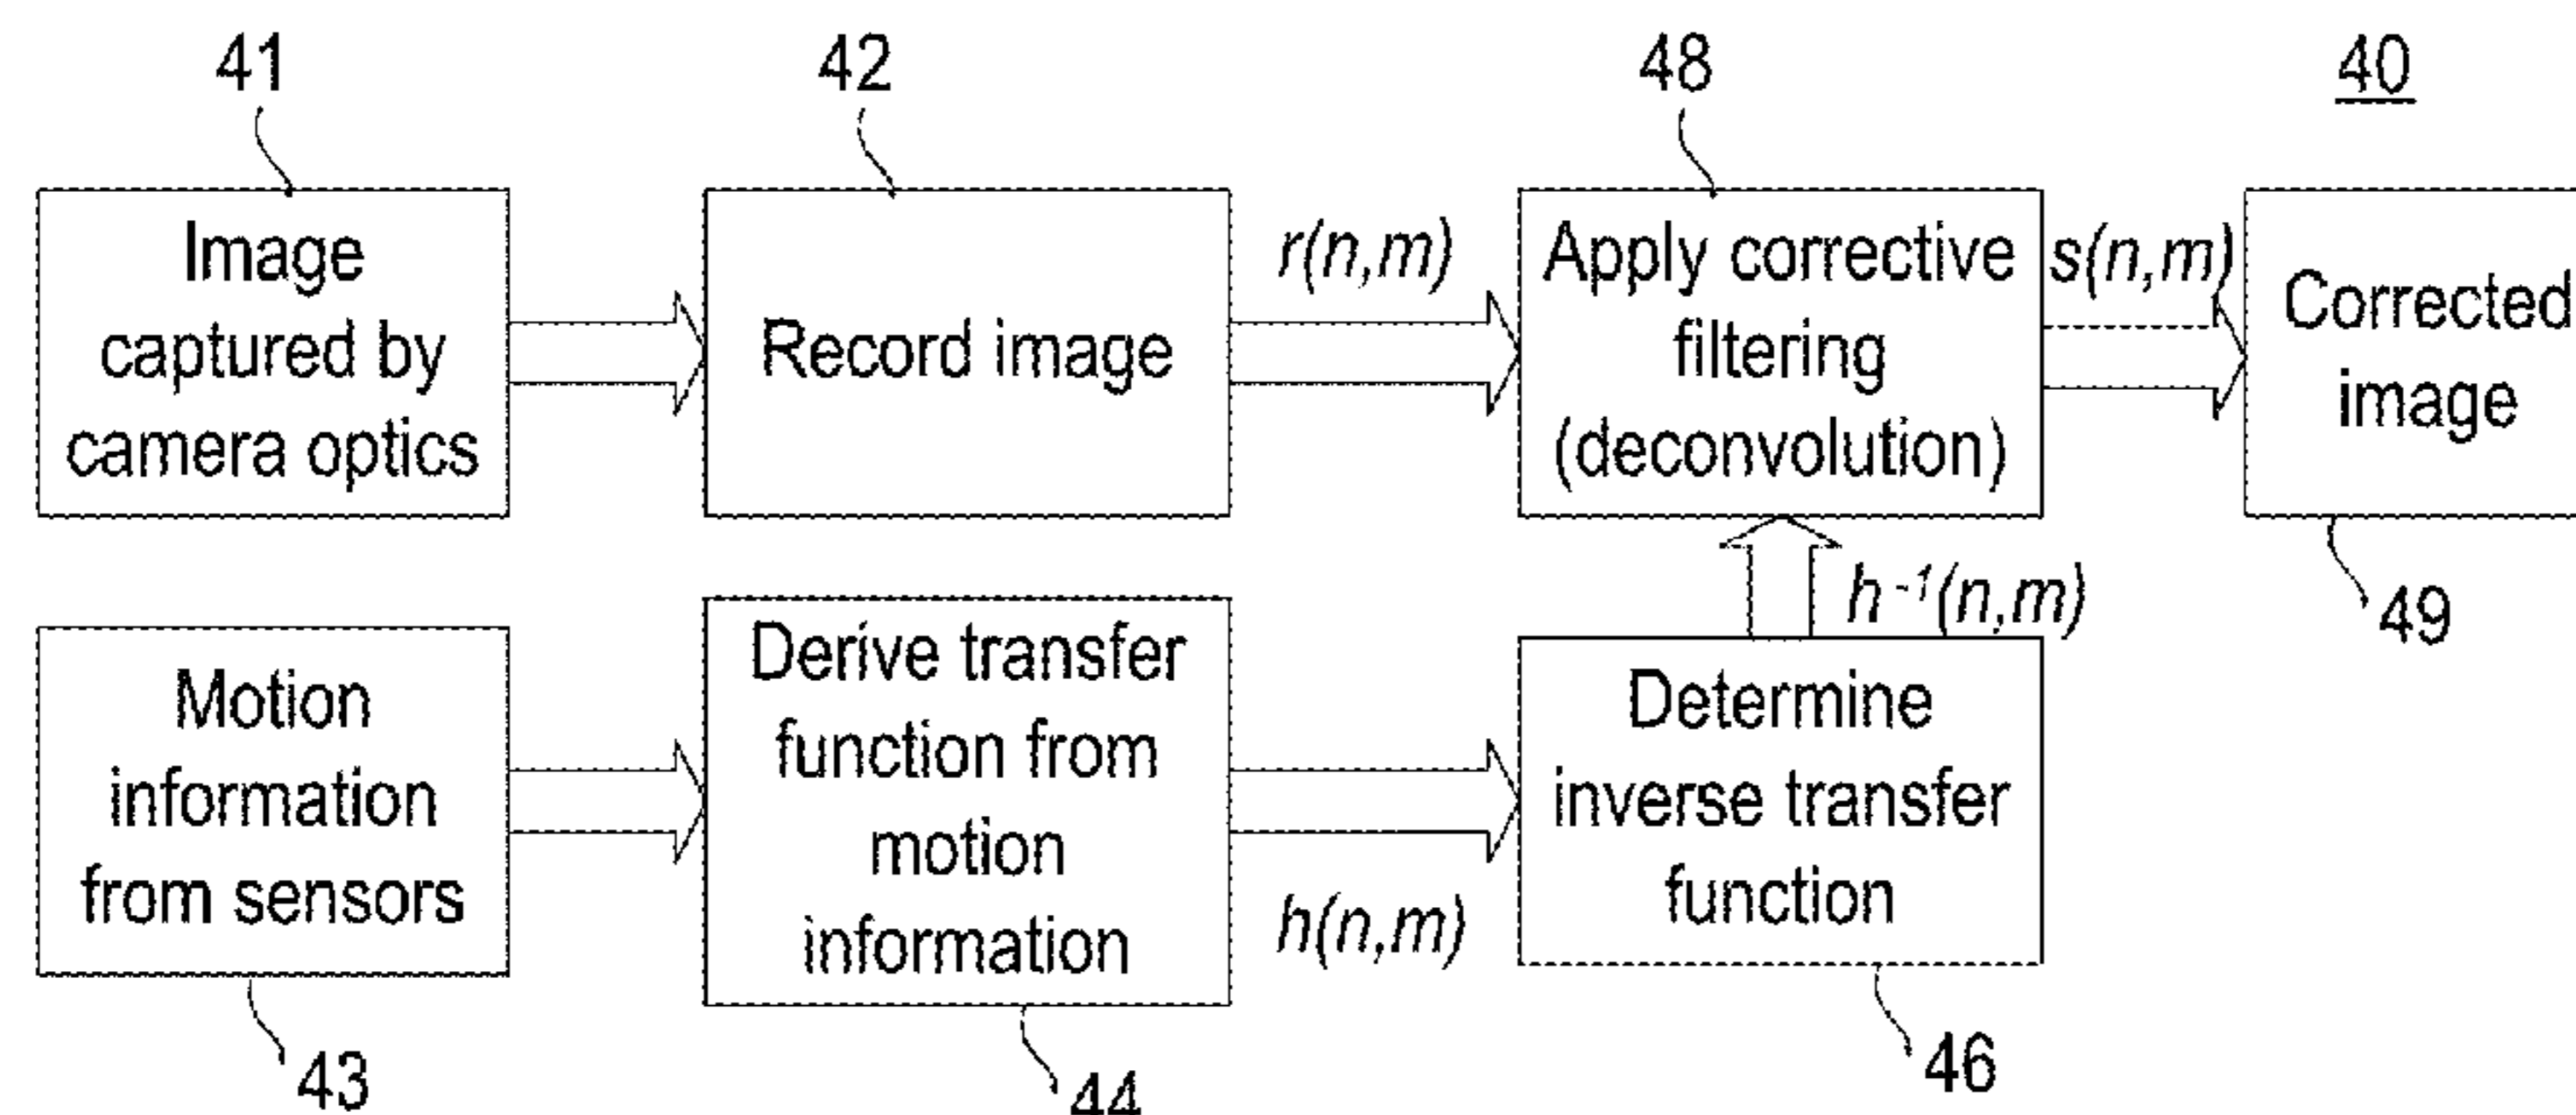 41
42
48
40
Image
captured by
camera optics
Record image
r(n,m)
Apply corrective
filtering
(deconvolution)
s(n,m)
Corrected
image
49
Motion
information
from sensors
43
Derive transfer
function from
motion
information
44
h(n,m)
Determine
inverse transfer
function
46
h⁻¹(n,m)